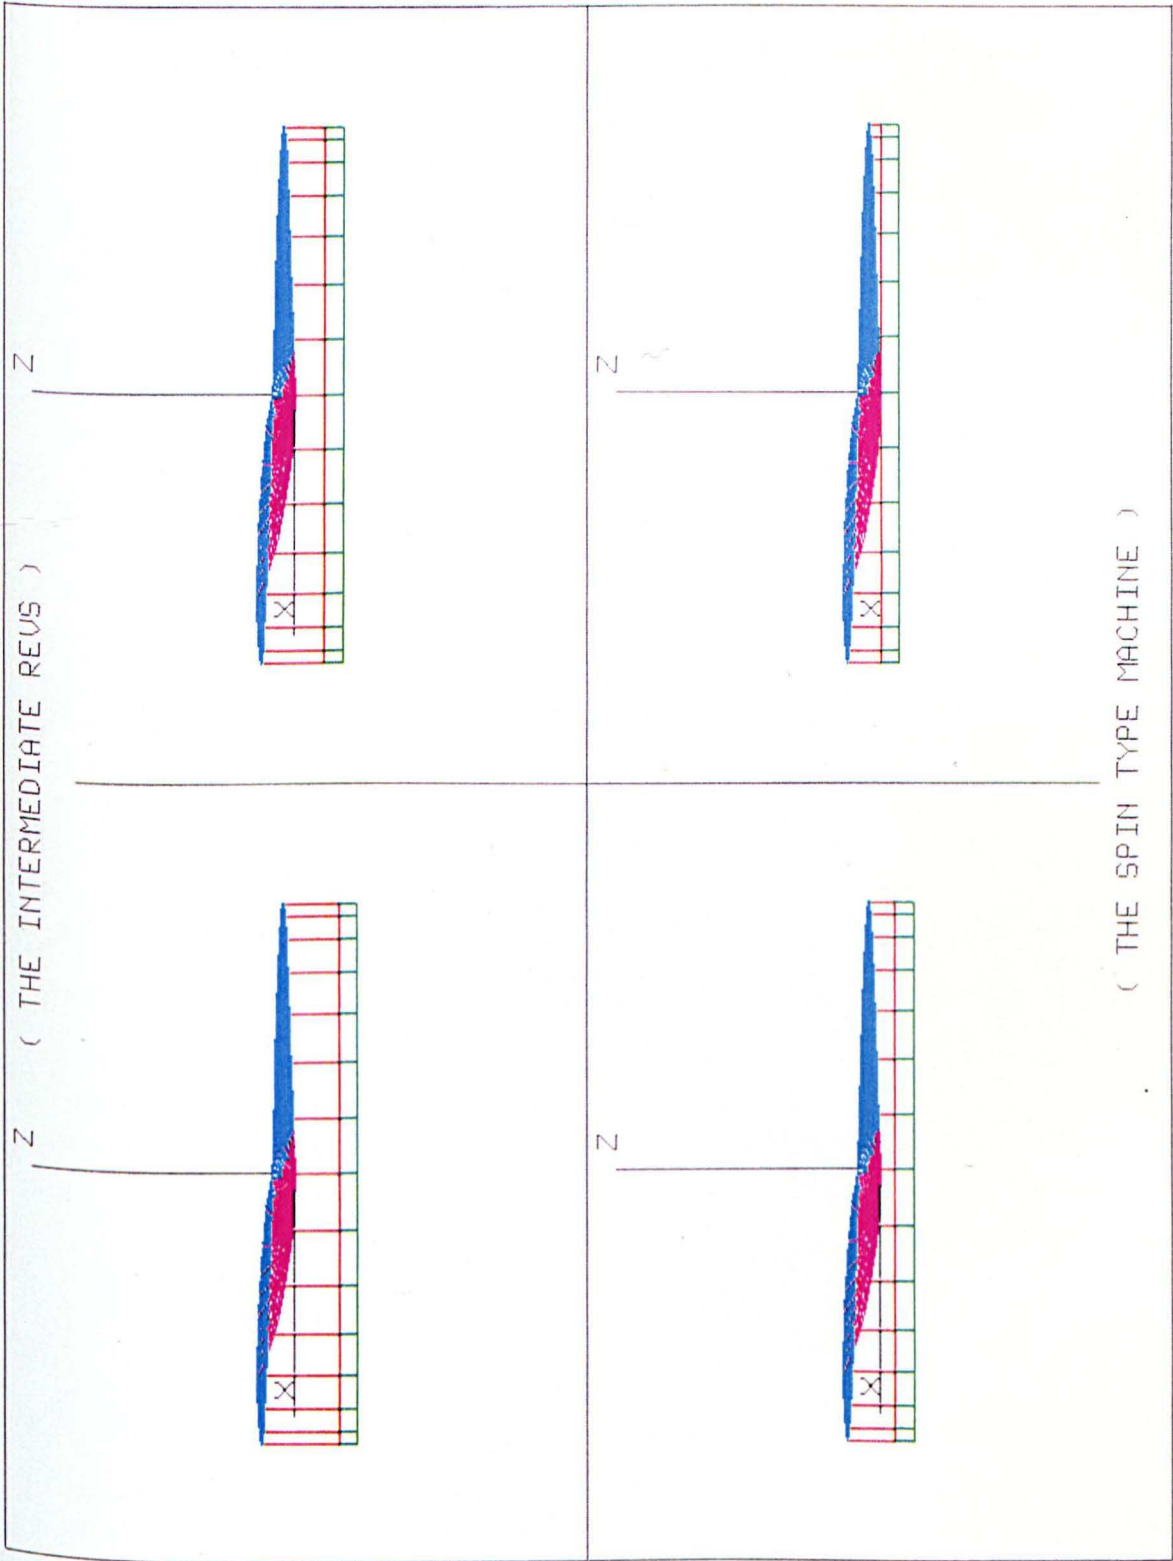 Z ( THE INTERMEDIATE REVS ) Z
X X
Z Z
X X
( THE SPIN TYPE MACHINE )